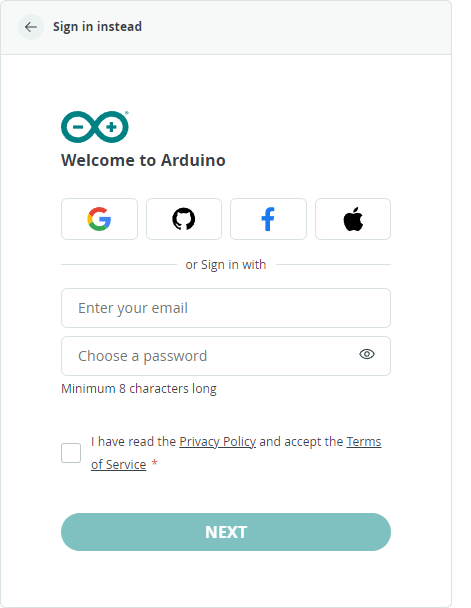 Sign in instead
Welcome to Arduino
or Sign in with
Enter your email
Choose a password
Minimum 8 characters long
I have read the Privacy Policy and accept the Terms
of Service *
NEXT